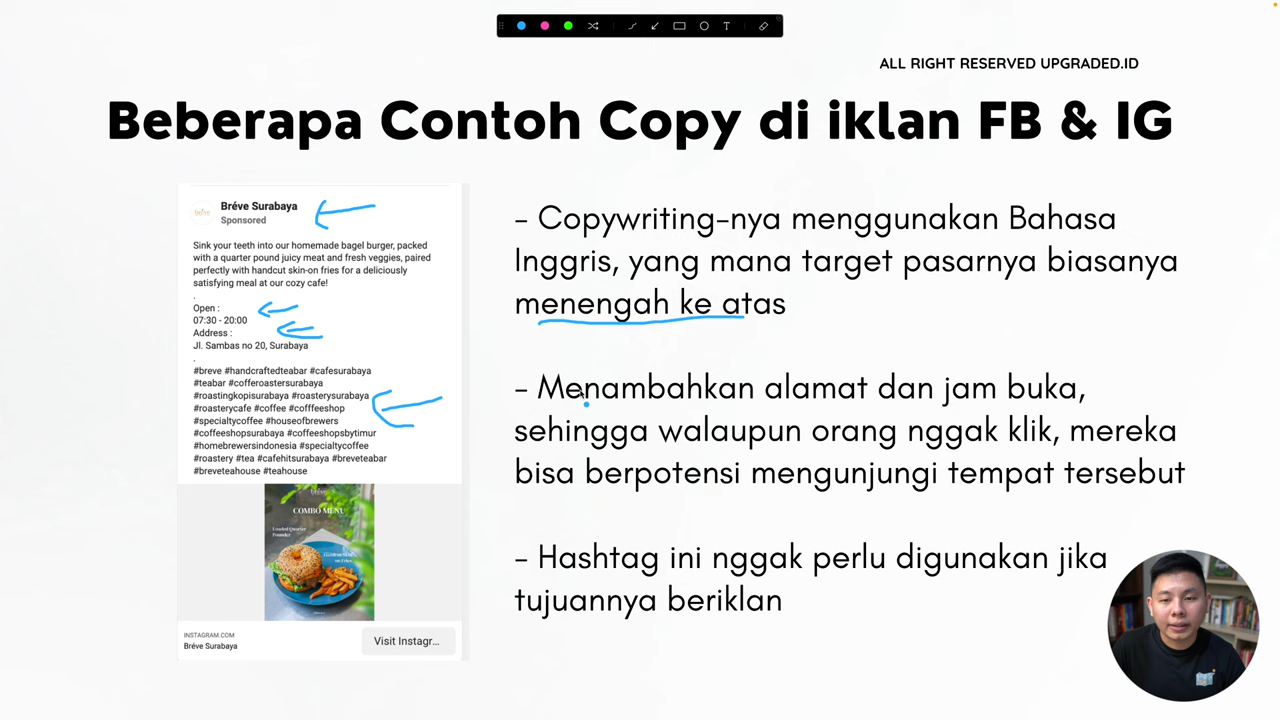 ALL RIGHT RESERVED UPGRADED.ID
Beberapa Contoh Copy di iklan FB & IG
Bréve Surabaya
Sponsored
Sink your teeth into our homemade bagel burger, packed
with a quarter pound juicy meat and fresh veggies, paired
perfectly with handcut skin-on fries for a deliciously
satisfying meal at our cozy cafe!
.
Open :
07:30 - 20:00
Address :
Jl. Sambas no 20, Surabaya
.
#breve #handcraftedteabar #cafesurabaya
#teabar #cofferoastersurabaya
#roastingkopisurabaya #roasterysurabaya
#roasterycafe #coffee #cofffeeshop
#specialtycoffee #houseofbrewers
#coffeeshopsurabaya #coffeeshopsbytimur
#homebrewersindonesia #specialtycoffee
#roastery #tea #cafehitsurabaya #breveteabar
#breveteahouse #teahouse
bréve
COMBO MENU
Loaded Quarter
Pounder
INSTAGRAM.COM
Bréve Surabaya
Visit Instagr...
- Copywriting-nya menggunakan Bahasa
Inggris, yang mana target pasarnya biasanya
menengah ke atas
- Menambahkan alamat dan jam buka,
sehingga walaupun orang nggak klik, mereka
bisa berpotensi mengunjungi tempat tersebut
- Hashtag ini nggak perlu digunakan jika
tujuannya beriklan